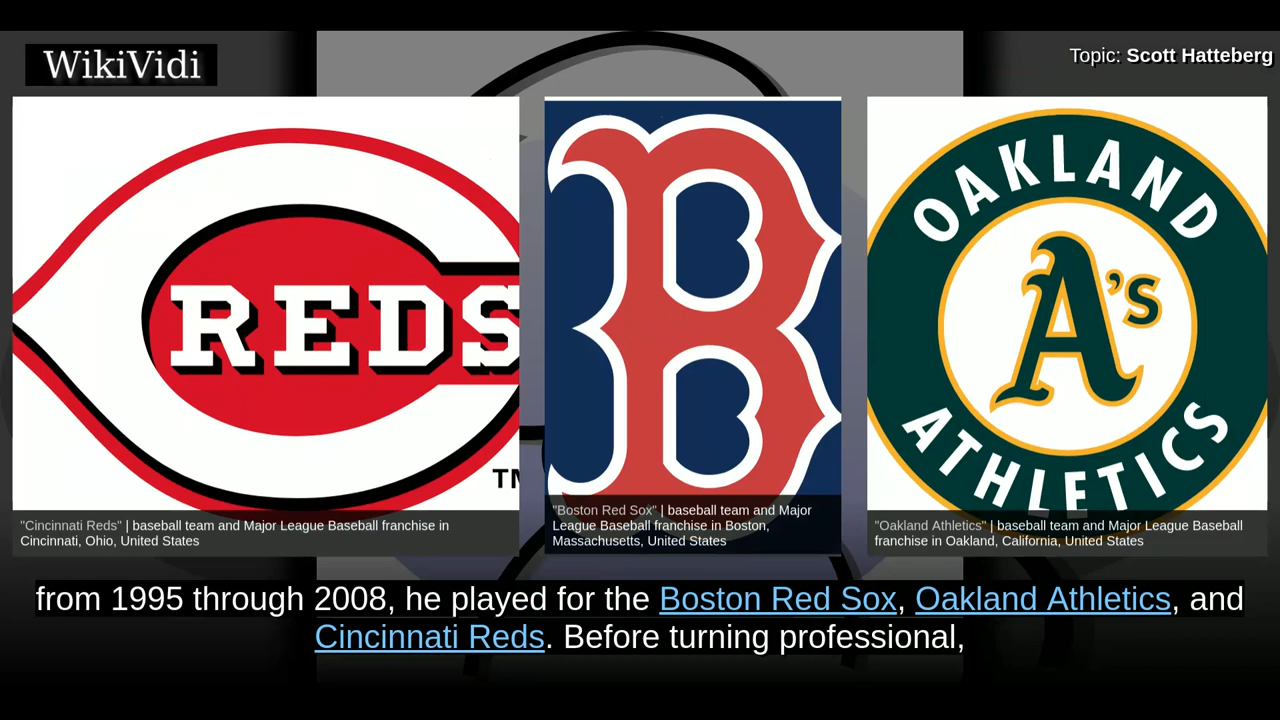 WikiVidi
Topic: Scott Hatteberg
REDS
TM
"Cincinnati Reds" | baseball team and Major League Baseball franchise in
Cincinnati, Ohio, United States
B
"Boston Red Sox" | baseball team and Major
League Baseball franchise in Boston,
Massachusetts, United States
OAKLAND
A's
ATHLETICS
"Oakland Athletics" | baseball team and Major League Baseball
franchise in Oakland, California, United States
from 1995 through 2008, he played for the Boston Red Sox, Oakland Athletics, and
Cincinnati Reds. Before turning professional,